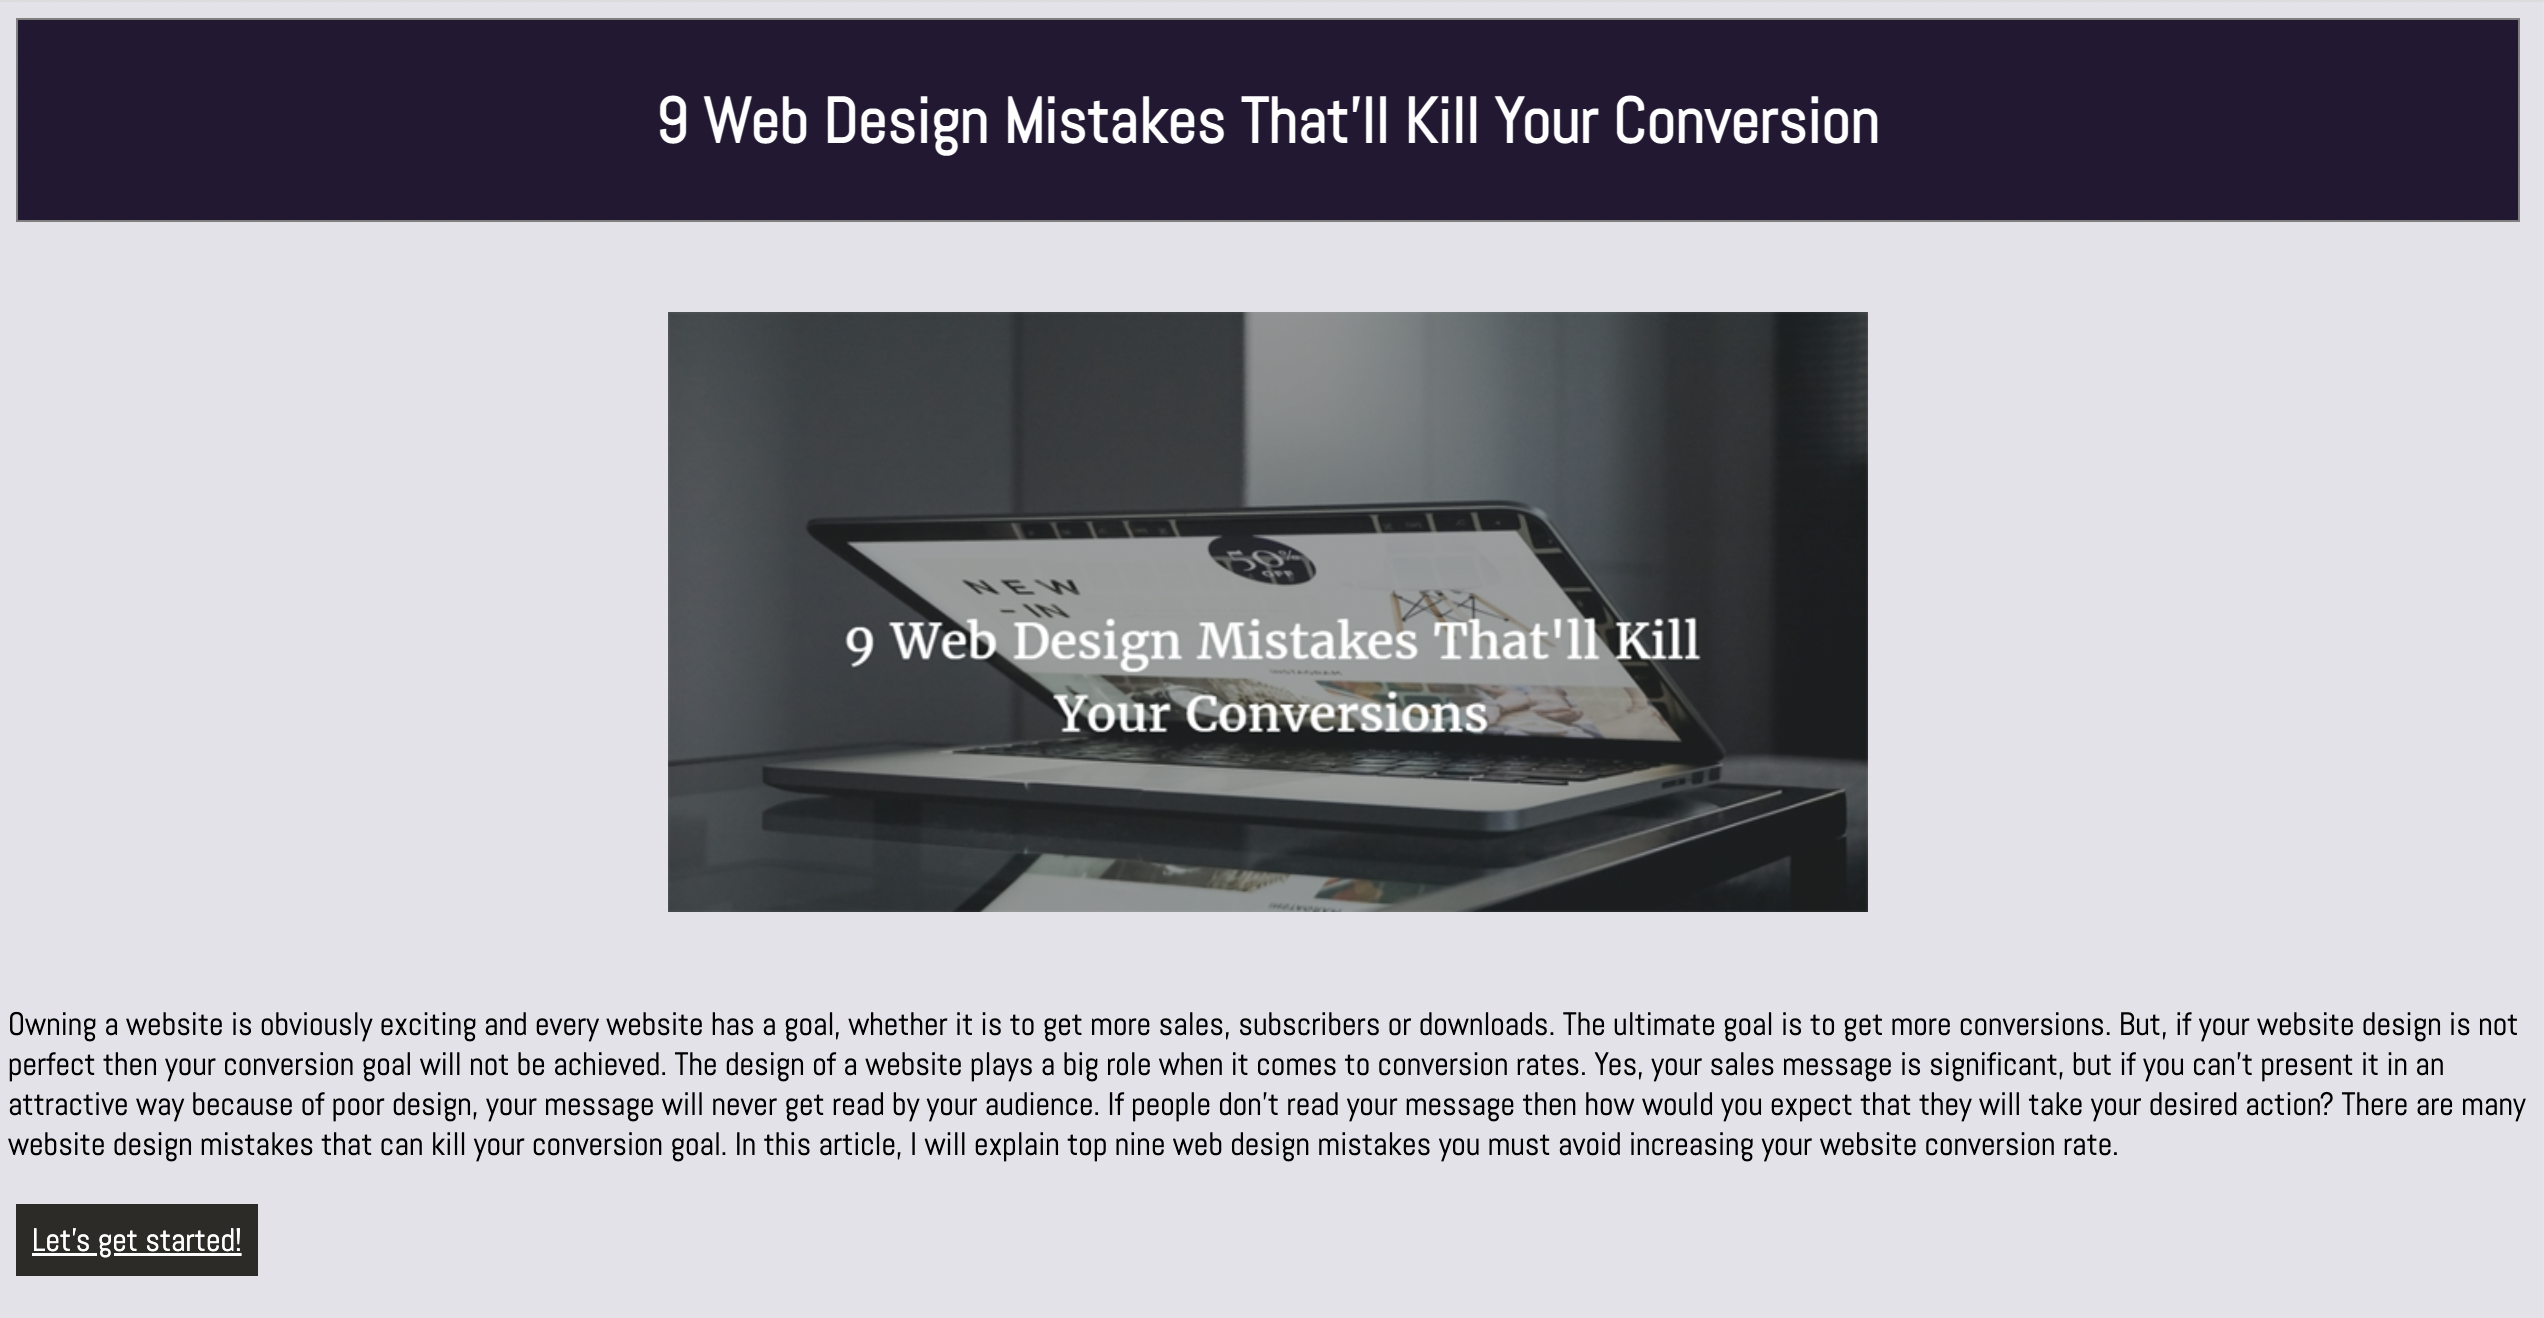 9 Web Design Mistakes That’ll Kill Your Conversion
50%
OFF
NEW
-IN
9 Web Design Mistakes That'll Kill
INSTAGRAM
Your Conversions
Owning a website is obviously exciting and every website has a goal, whether it is to get more sales, subscribers or downloads. The ultimate goal is to get more conversions. But, if your website design is not
perfect then your conversion goal will not be achieved. The design of a website plays a big role when it comes to conversion rates. Yes, your sales message is significant, but if you can’t present it in an
attractive way because of poor design, your message will never get read by your audience. If people don’t read your message then how would you expect that they will take your desired action? There are many
website design mistakes that can kill your conversion goal. In this article, I will explain top nine web design mistakes you must avoid increasing your website conversion rate.
Let’s get started!